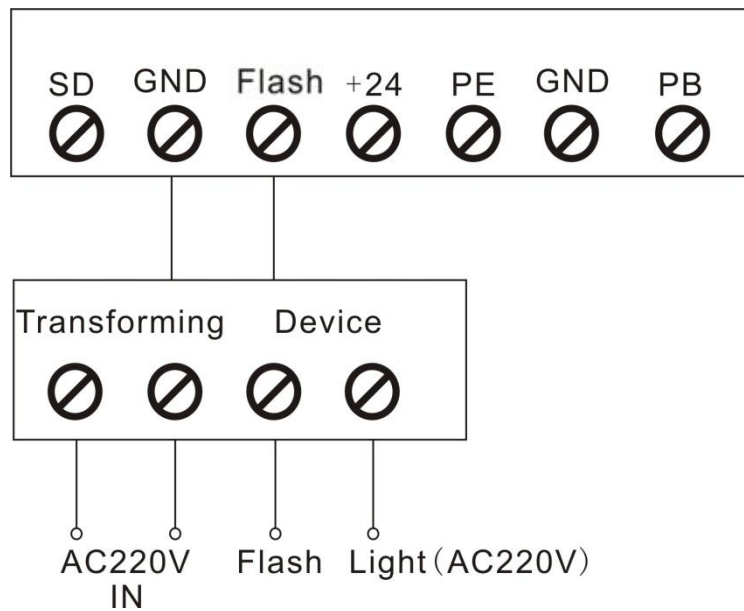 SD GND Flash +24 PE GND PB
Transforming Device
AC220V Flash Light(AC220V)
IN